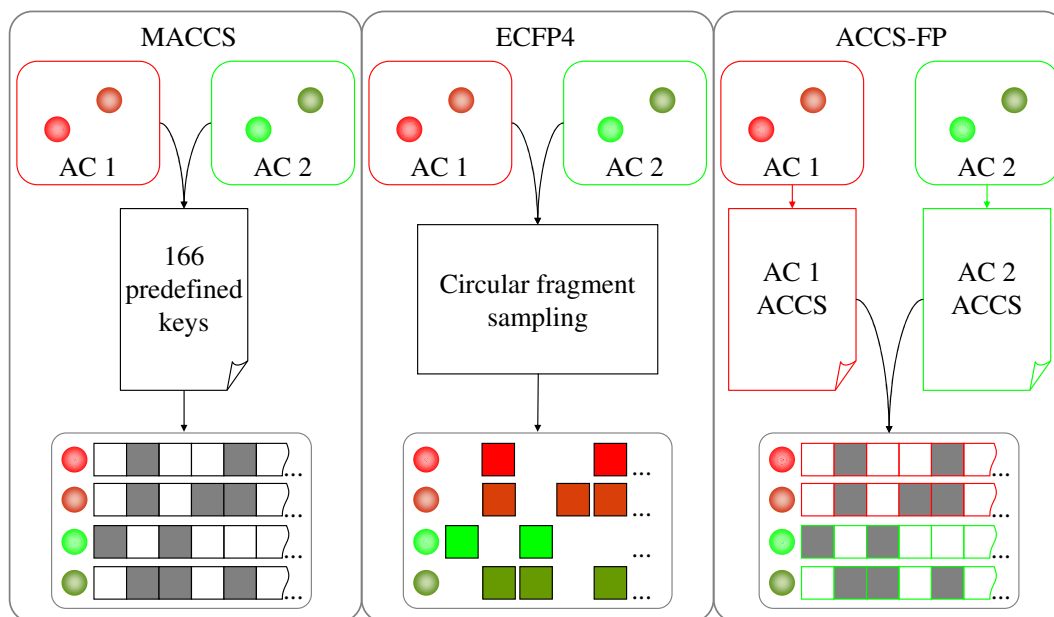 MACCS
AC 1
AC 2
166
predefined
keys
...
...
...
...
ECFP4
AC 1
AC 2
Circular fragment
sampling
...
...
...
...
ACCS-FP
AC 1
AC 2
AC 1
ACCS
AC 2
ACCS
...
...
...
...